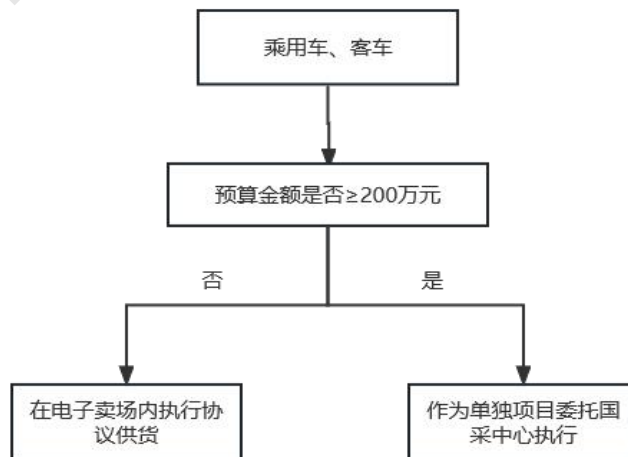 乘用车、客车
预算金额是否≥200万元
否
是
在电子卖场内执行协
议供货
作为单独项目委托国
采中心执行